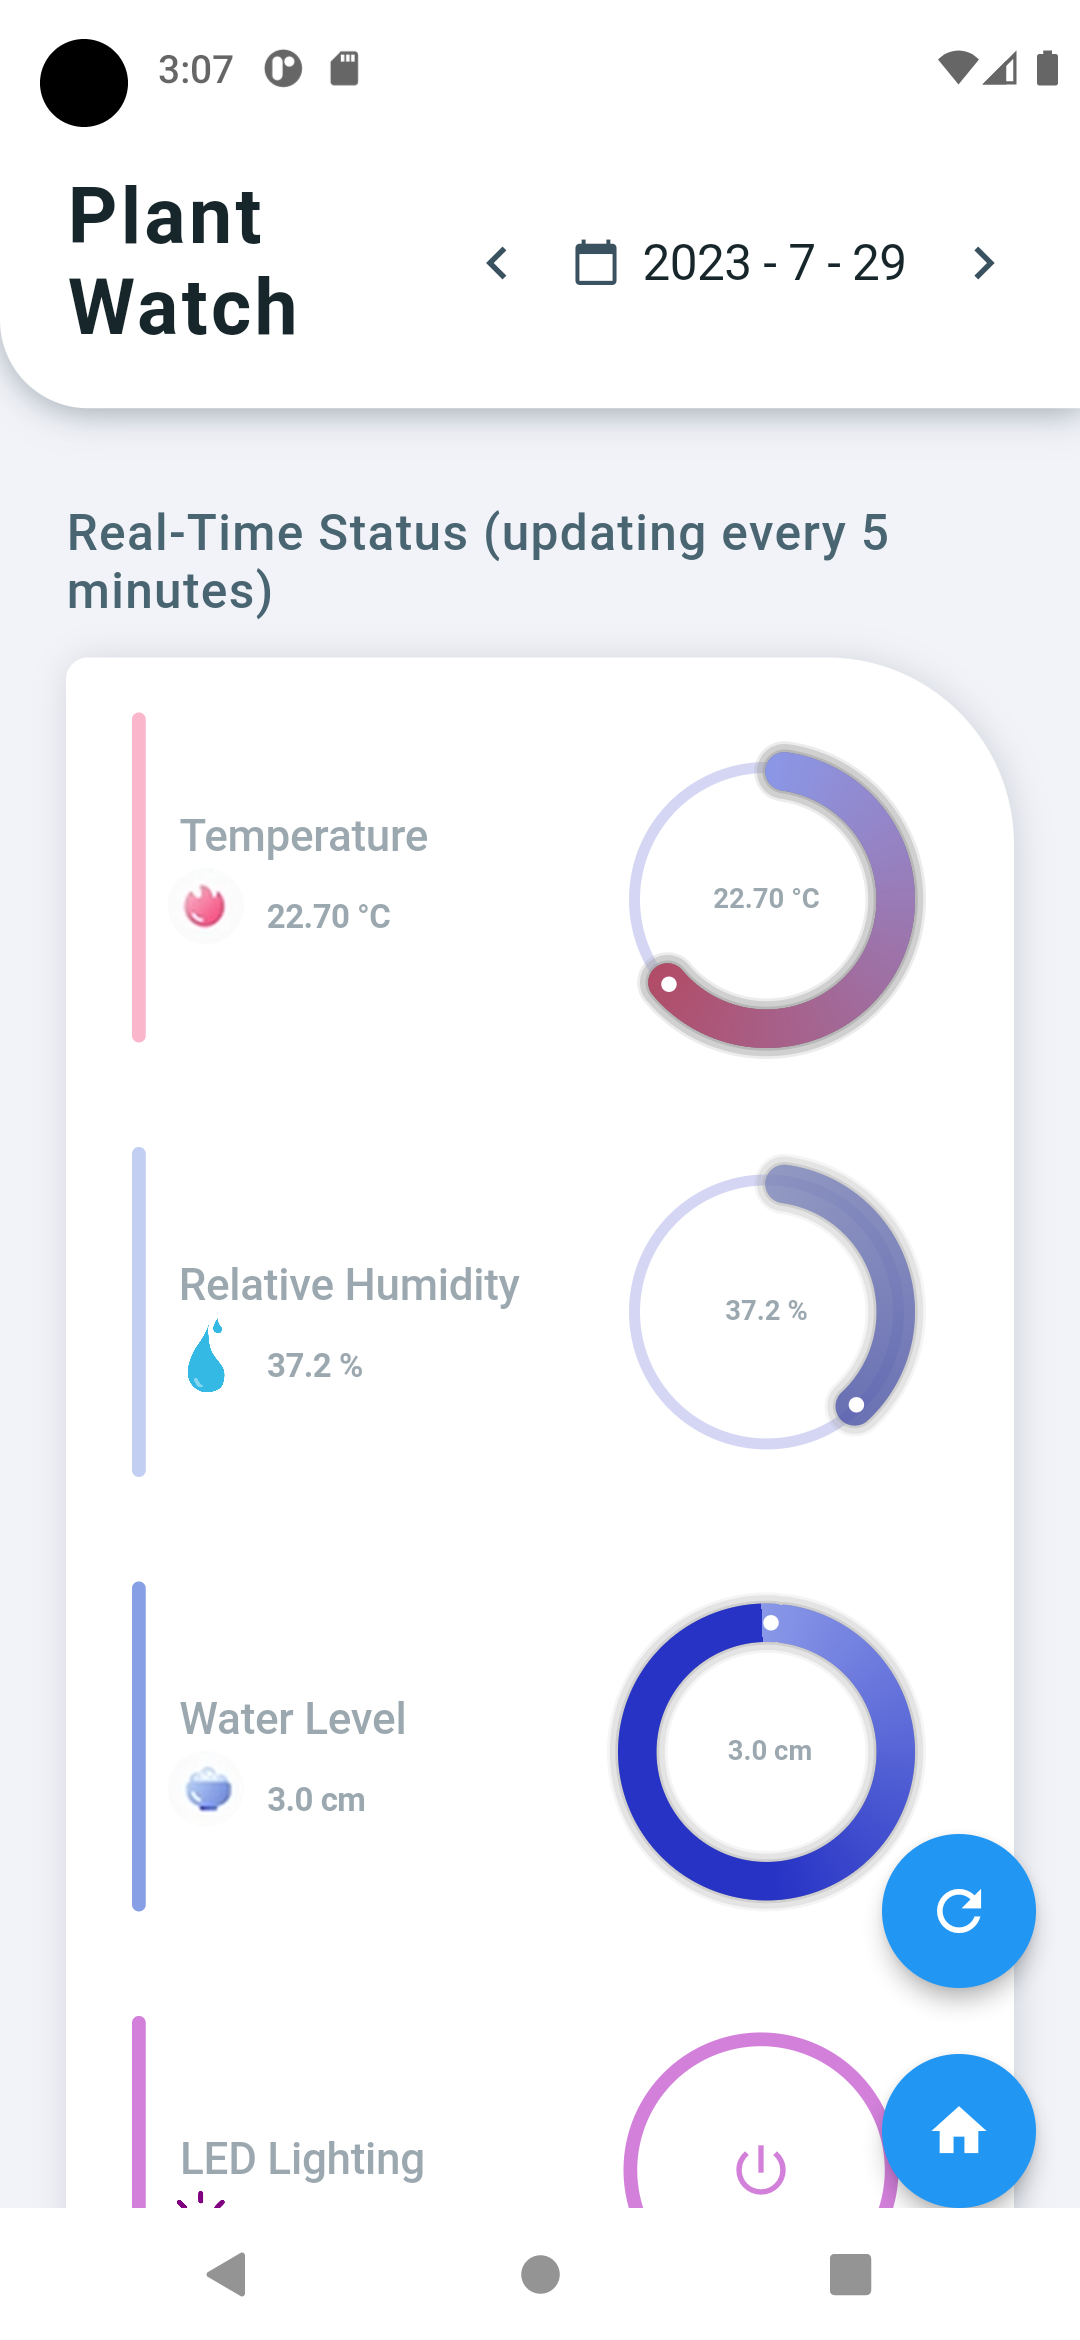 3:07
Plant
Watch
2023 - 7 - 29
Real-Time Status (updating every 5
minutes)
Temperature
22.70 °C
22.70 °C
Relative Humidity
37.2 %
37.2 %
Water Level
3.0 cm
3.0 cm
LED Lighting